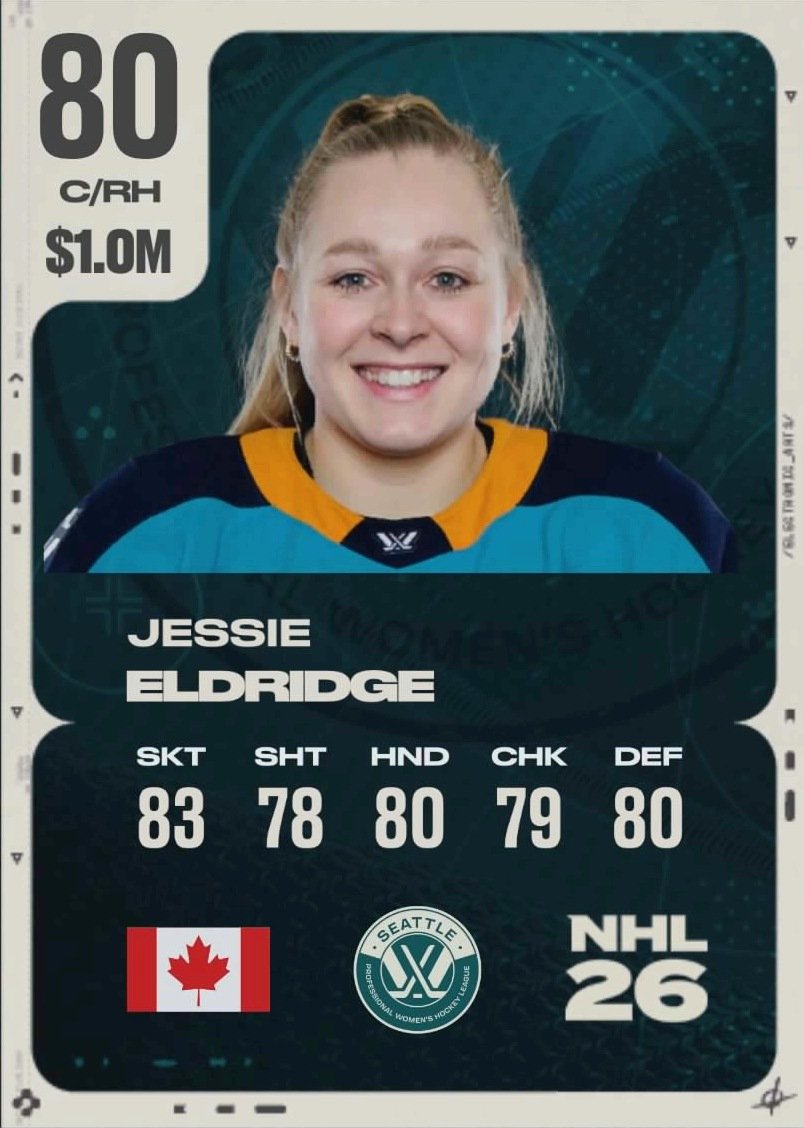 80
C/RH
$1.0M
JESSIE
ELDRIDGE
SKT SHT HND CHK DEF
83 78 80 79 80
SEATTLE
PROFESSIONAL WOMEN'S HOCKEY LEAGUE
NHL
26
/ELECTRONIC_ARTS/